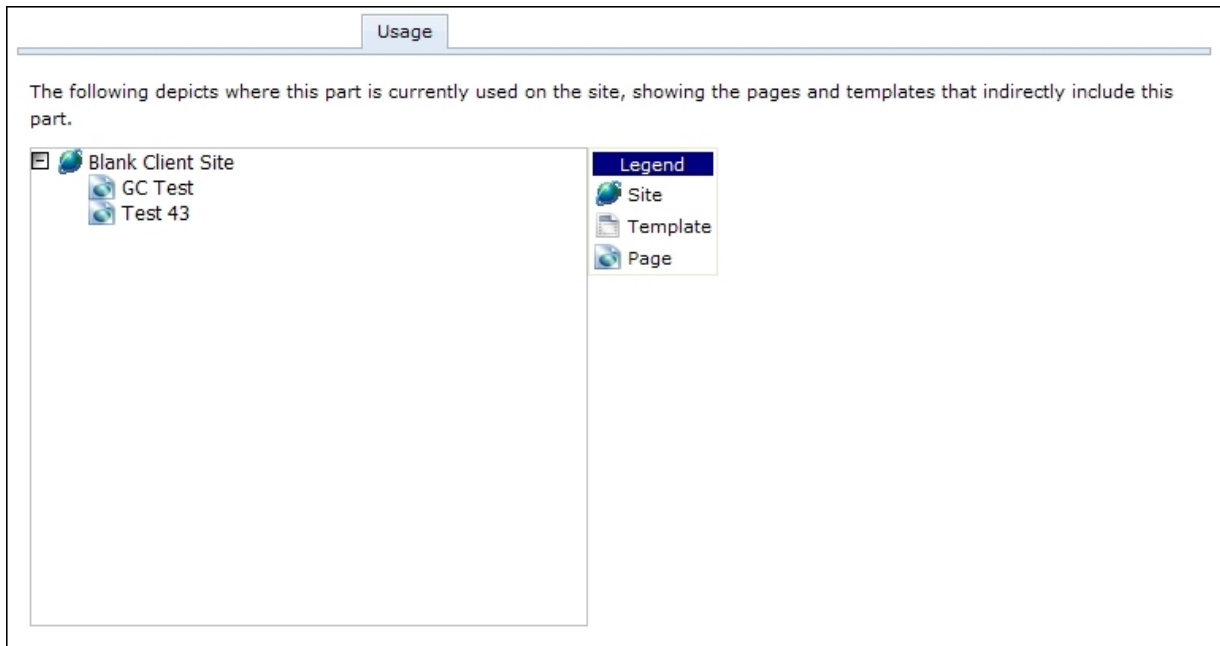 Usage
The following depicts where this part is currently used on the site, showing the pages and templates that indirectly include this
part.
Blank Client Site
GC Test
Test 43
Legend
Site
Template
Page